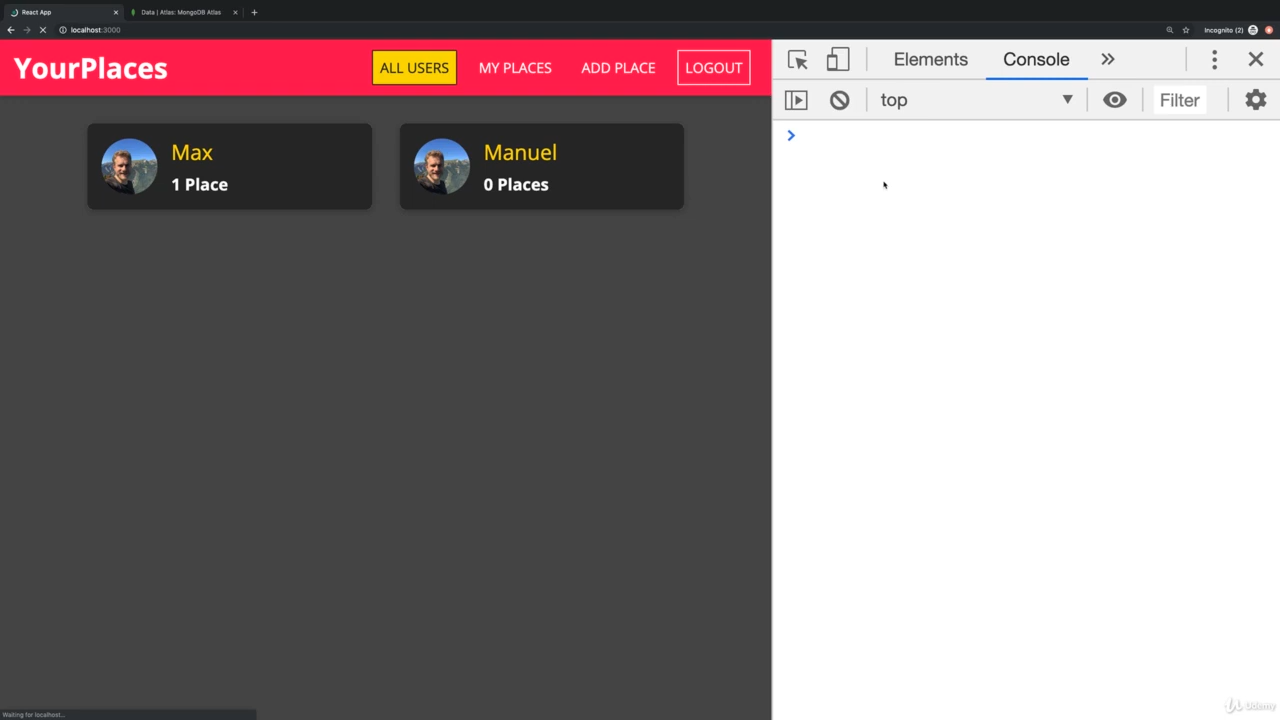 React App
Data | Atlas: MongoDB Atlas
localhost:3000
Incognito (2)
YourPlaces
ALL USERS
MY PLACES
ADD PLACE
LOGOUT
Elements
Console
top
Filter
Max
1 Place
Manuel
0 Places
Waiting for localhost...
Udemy